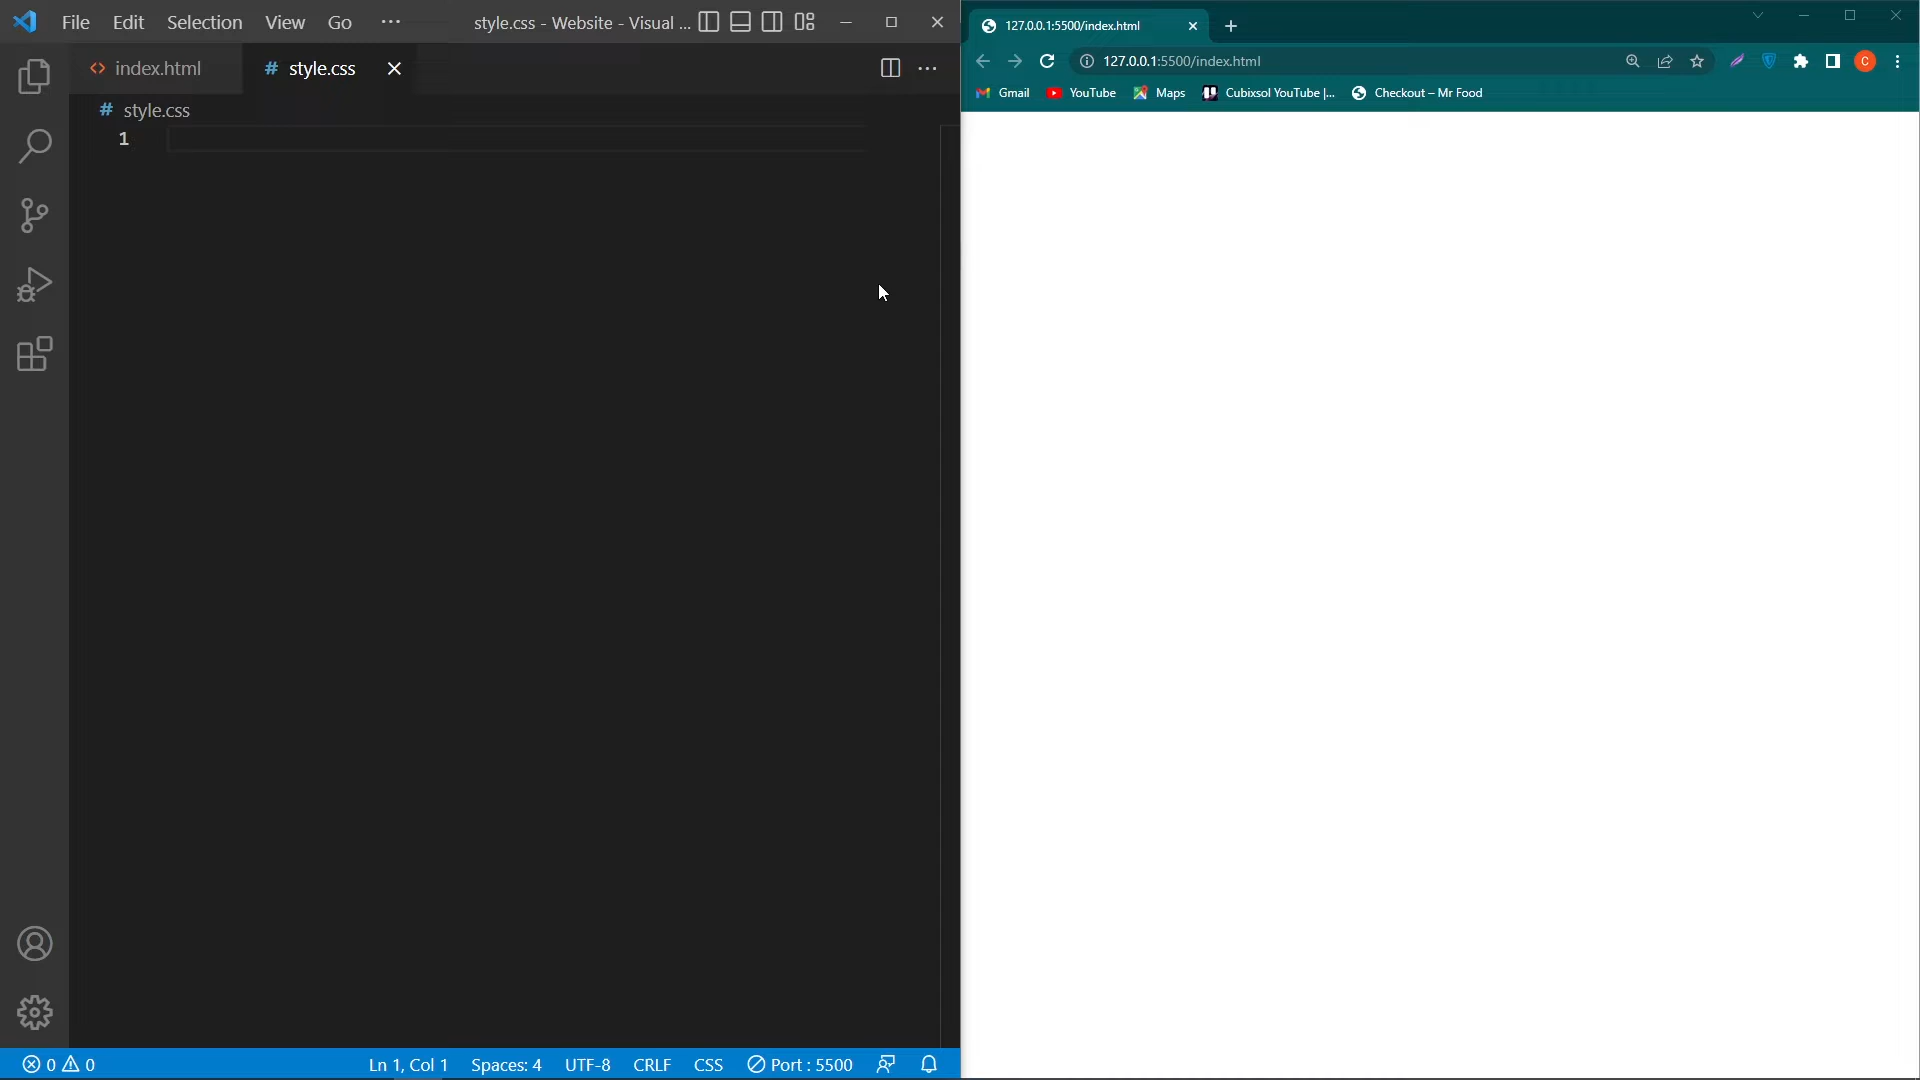 File Edit Selection View Go ··· style.css - Website - Visual ...
index.html # style.css
# style.css
1
0 0 Ln 1, Col 1 Spaces: 4 UTF-8 CRLF CSS Port : 5500
127.0.0.1:5500/index.html
127.0.0.1:5500/index.html C
Gmail YouTube Maps Cubixsol YouTube |... Checkout – Mr Food